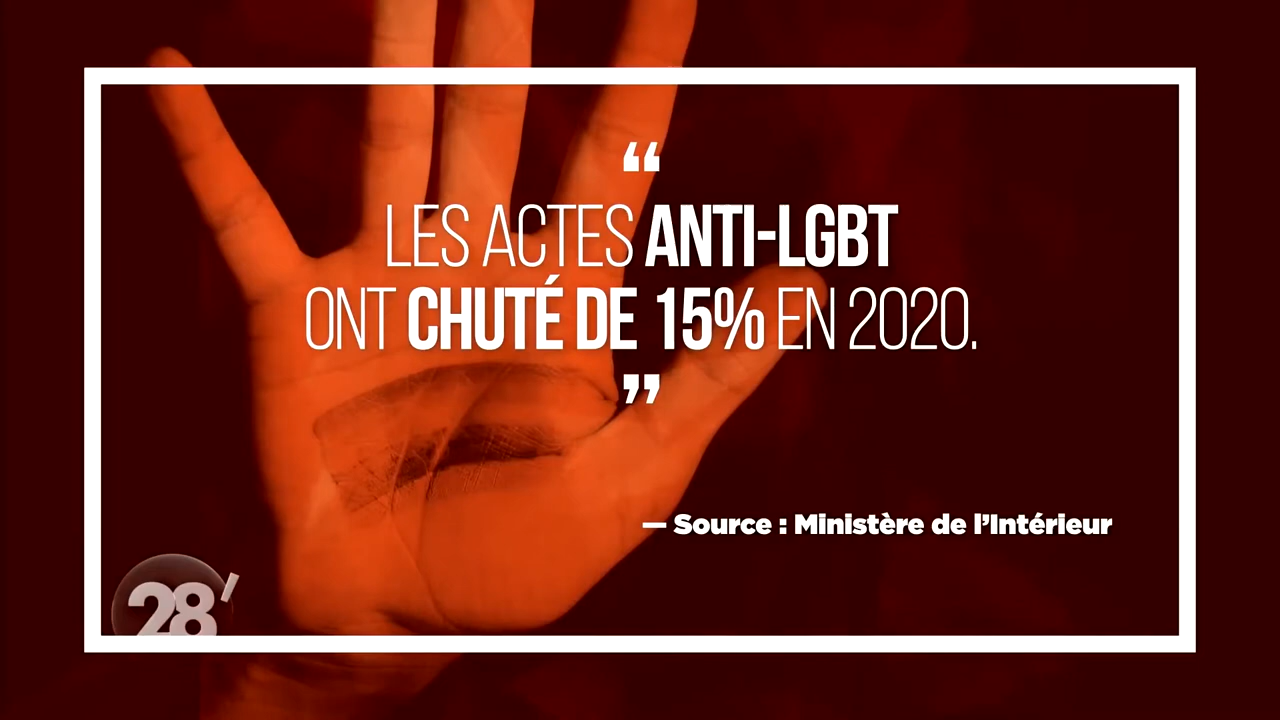 “
LES ACTES ANTI-LGBT
ONT CHUTÉ DE 15% EN 2020.
”
— Source : Ministère de l’Intérieur
28'